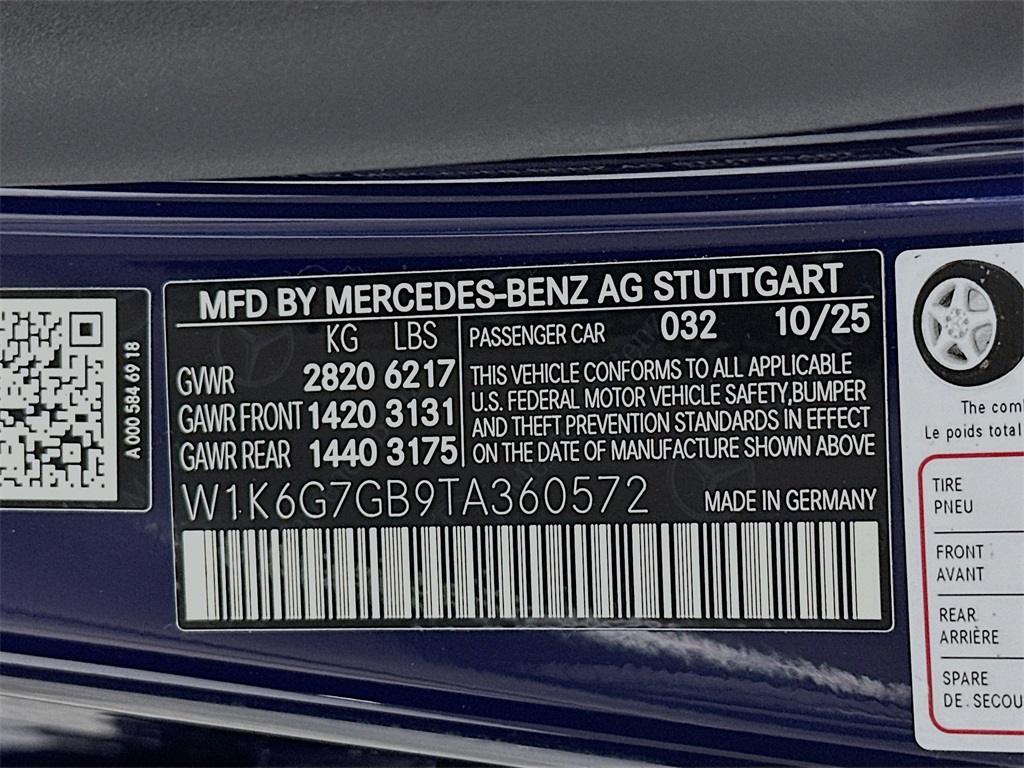 A 000 584 69 18
MFD BY MERCEDES-BENZ AG STUTTGART
KG LBS
GVWR 2820 6217
GAWR FRONT 1420 3131
GAWR REAR 1440 3175
PASSENGER CAR 032 10/25
THIS VEHICLE CONFORMS TO ALL APPLICABLE
U.S. FEDERAL MOTOR VEHICLE SAFETY,BUMPER
AND THEFT PREVENTION STANDARDS IN EFFECT
ON THE DATE OF MANUFACTURE SHOWN ABOVE
W1K6G7GB9TA360572
MADE IN GERMANY
The com
Le poids total
TIRE
PNEU
FRONT
AVANT
REAR
ARRIÈRE
SPARE
DE SECOU